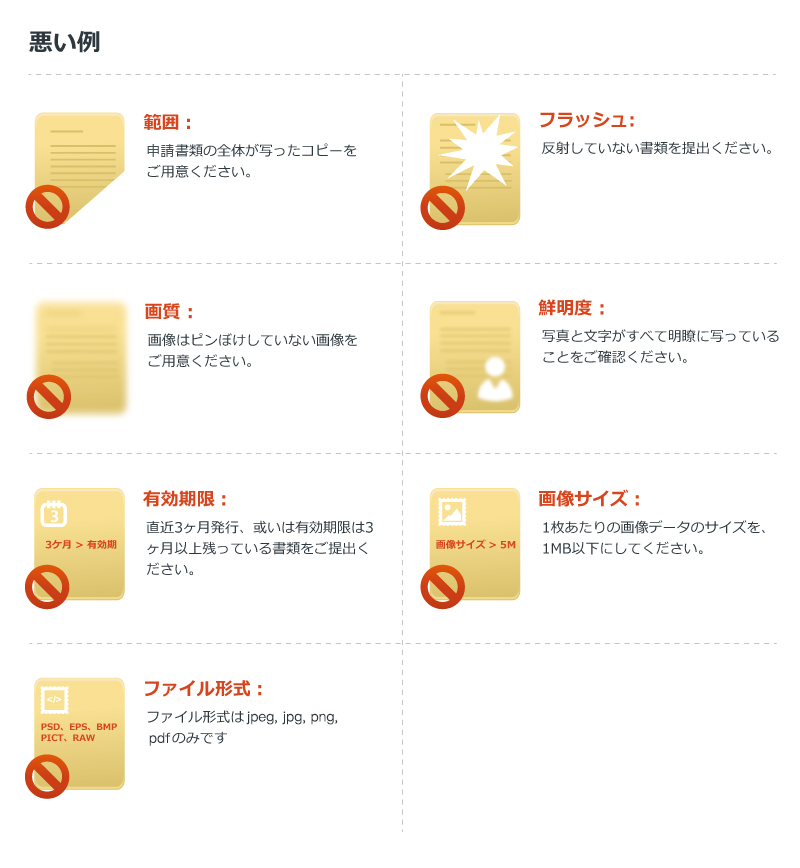 悪い例
範囲：
申請書類の全体が写ったコピーを
ご用意ください。
フラッシュ:
反射していない書類を提出ください。
画質：
画像はピンぼけしていない画像を
ご用意ください。
鮮明度：
写真と文字がすべて明瞭に写っている
ことをご確認ください。
3
3ケ月 > 有効期
有効期限：
直近3ヶ月発行、或いは有効期限は3
ヶ月以上残っている書類をご提出く
ださい。
画像サイズ > 5M
画像サイズ：
1枚あたりの画像データのサイズを、
1MB以下にしてください。
</>
PSD、EPS、BMP
PICT、RAW
ファイル形式：
ファイル形式は jpeg, jpg, png,
pdf のみです